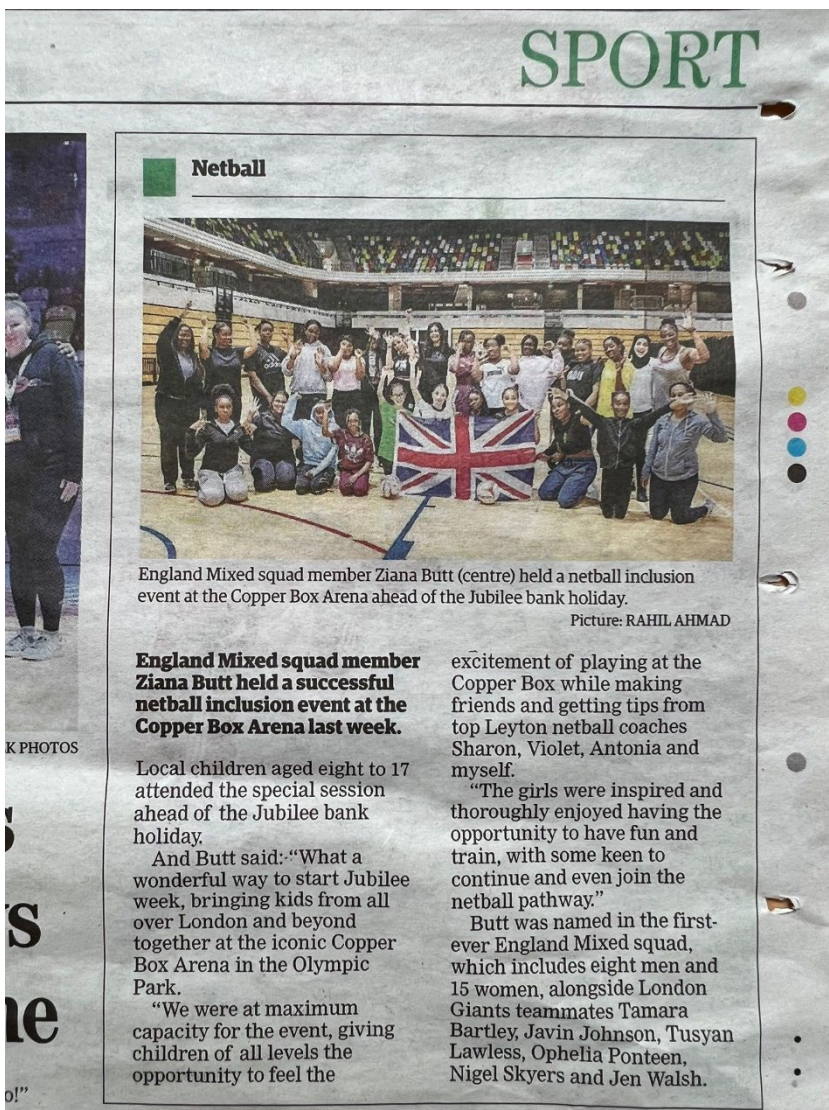 SPORT
Netball
England Mixed squad member Ziana Butt (centre) held a netball inclusion
event at the Copper Box Arena ahead of the Jubilee bank holiday.
Picture: RAHIL AHMAD
England Mixed squad member
Ziana Butt held a successful
netball inclusion event at the
Copper Box Arena last week.
Local children aged eight to 17
attended the special session
ahead of the Jubilee bank
holiday.
And Butt said: “What a
wonderful way to start Jubilee
week, bringing kids from all
over London and beyond
together at the iconic Copper
Box Arena in the Olympic
Park.
“We were at maximum
capacity for the event, giving
children of all levels the
opportunity to feel the
excitement of playing at the
Copper Box while making
friends and getting tips from
top Leyton netball coaches
Sharon, Violet, Antonia and
myself.
“The girls were inspired and
thoroughly enjoyed having the
opportunity to have fun and
train, with some keen to
continue and even join the
netball pathway.”
Butt was named in the first-
ever England Mixed squad,
which includes eight men and
15 women, alongside London
Giants teammates Tamara
Bartley, Javin Johnson, Tusyan
Lawless, Ophelia Ponteen,
Nigel Skyers and Jen Walsh.
K PHOTOS
s
ne
o!”